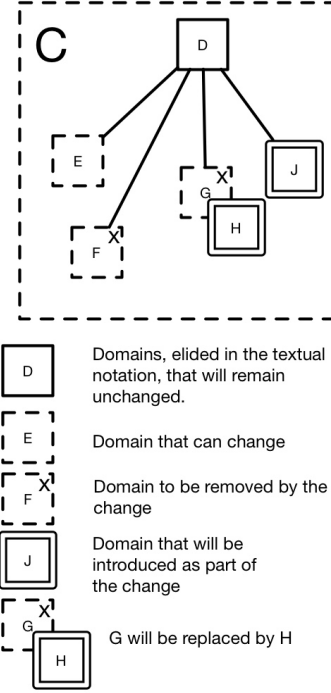 C
D
E
J
X
G
X
F
H
D
Domains, elided in the textual
notation, that will remain
unchanged.
E
Domain that can change
X
F
Domain to be removed by the
change
J
Domain that will be
introduced as part of
the change
X
G
H
G will be replaced by H